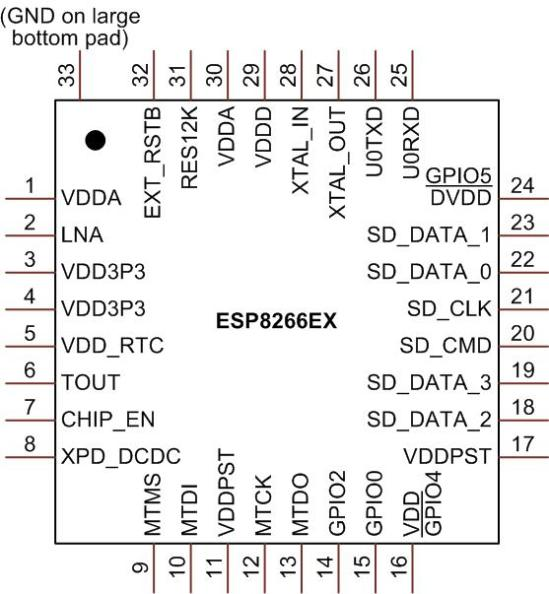 (GND on large
bottom pad)
33
32
31
30
29
28
27
26
25
EXT_RSTB
RES12K
VDDA
VDDD
XTAL_IN
XTAL_OUT
U0TXD
U0RXD
1 VDDA
2 LNA
3 VDD3P3
4 VDD3P3
5 VDD_RTC
6 TOUT
7 CHIP_EN
8 XPD_DCDC
ESP8266EX
GPIO5
DVDD 24
SD_DATA_1 23
SD_DATA_0 22
SD_CLK 21
SD_CMD 20
SD_DATA_3 19
SD_DATA_2 18
VDDPST 17
MTMS
MTDI
VDDPST
MTCK
MTDO
GPIO2
GPIO0
VDD
GPIO4
9
10
11
12
13
14
15
16